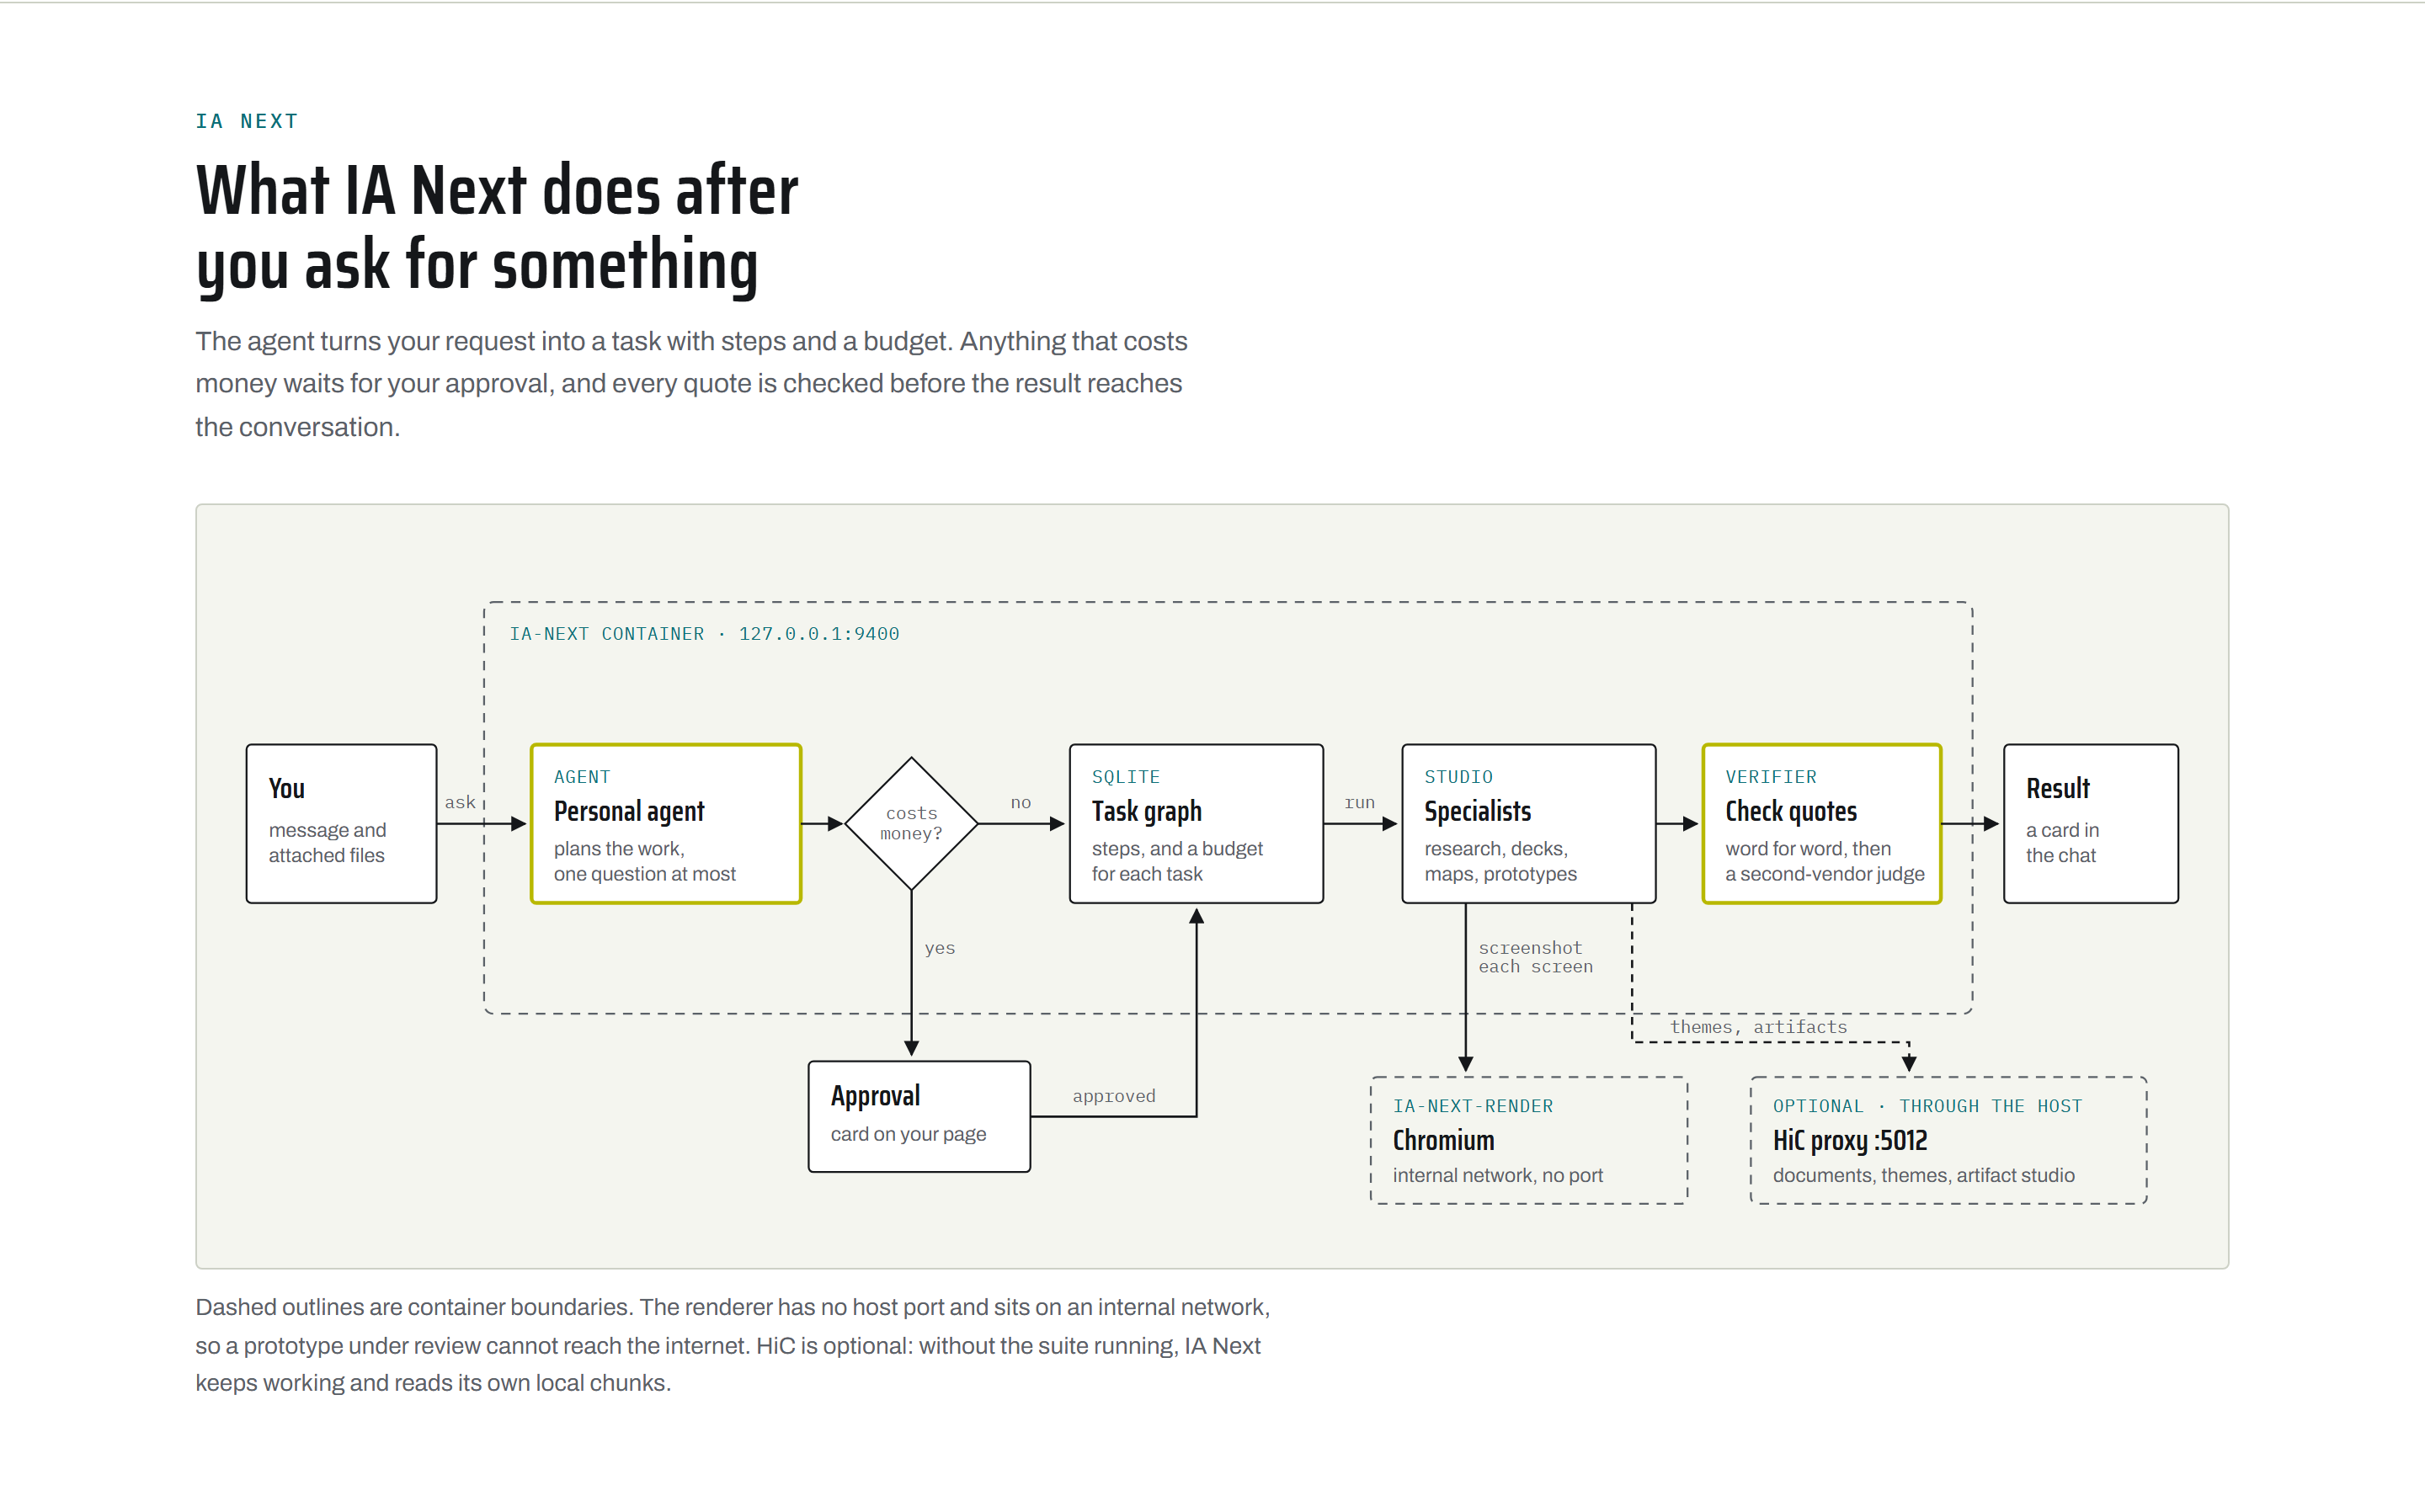 IA NEXT
What IA Next does after
you ask for something
The agent turns your request into a task with steps and a budget. Anything that costs
money waits for your approval, and every quote is checked before the result reaches
the conversation.
IA-NEXT CONTAINER · 127.0.0.1:9400
You
message and
attached files
ask
AGENT
Personal agent
plans the work,
one question at most
costs
money?
no
yes
SQLITE
Task graph
steps, and a budget
for each task
run
STUDIO
Specialists
research, decks,
maps, prototypes
VERIFIER
Check quotes
word for word, then
a second-vendor judge
Result
a card in
the chat
screenshot
each screen
themes, artifacts
Approval
card on your page
approved
IA-NEXT-RENDER
Chromium
internal network, no port
OPTIONAL · THROUGH THE HOST
HiC proxy :5012
documents, themes, artifact studio
Dashed outlines are container boundaries. The renderer has no host port and sits on an internal network,
so a prototype under review cannot reach the internet. HiC is optional: without the suite running, IA Next
keeps working and reads its own local chunks.